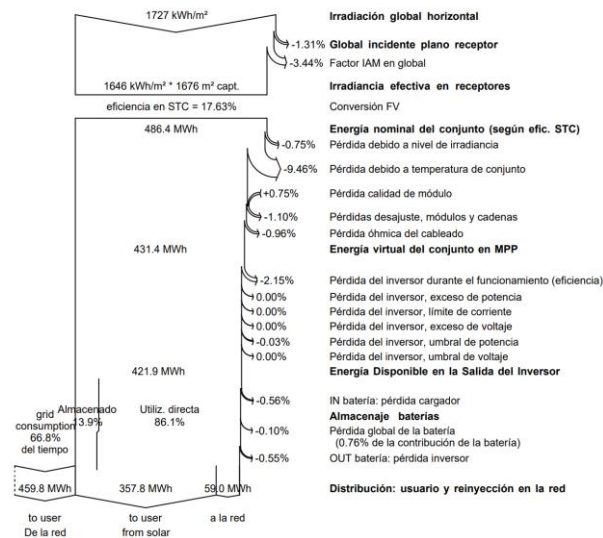 1727 kWh/m² Irradiación global horizontal
-1.31% Global incidente plano receptor
-3.44% Factor IAM en global
1646 kWh/m² * 1676 m² capt. Irradiancia efectiva en receptores
eficiencia en STC = 17.63% Conversión FV
486.4 MWh Energía nominal del conjunto (según efic. STC)
-0.75% Pérdida debido a nivel de irradiancia
-9.46% Pérdida debido a temperatura de conjunto
+0.75% Pérdida calidad de módulo
-1.10% Pérdidas desajuste, módulos y cadenas
-0.96% Pérdida óhmica del cableado
431.4 MWh Energía virtual del conjunto en MPP
-2.15% Pérdida del inversor durante el funcionamiento (eficiencia)
0.00% Pérdida del inversor, exceso de potencia
0.00% Pérdida del inversor, límite de corriente
0.00% Pérdida del inversor, exceso de voltaje
-0.03% Pérdida del inversor, umbral de potencia
0.00% Pérdida del inversor, umbral de voltaje
421.9 MWh Energía Disponible en la Salida del Inversor
-0.56% IN batería: pérdida cargador
grid Almacenado Utiliz. directa Almacenaje baterías
consumption 13.9% 86.1%
66.8% -0.10% Pérdida global de la batería
del tiempo (0.76% de la contribución de la batería)
-0.55% OUT batería: pérdida inversor
459.8 MWh 357.8 MWh 59.0 MWh Distribución: usuario y reinyección en la red
to user to user a la red
De la red from solar